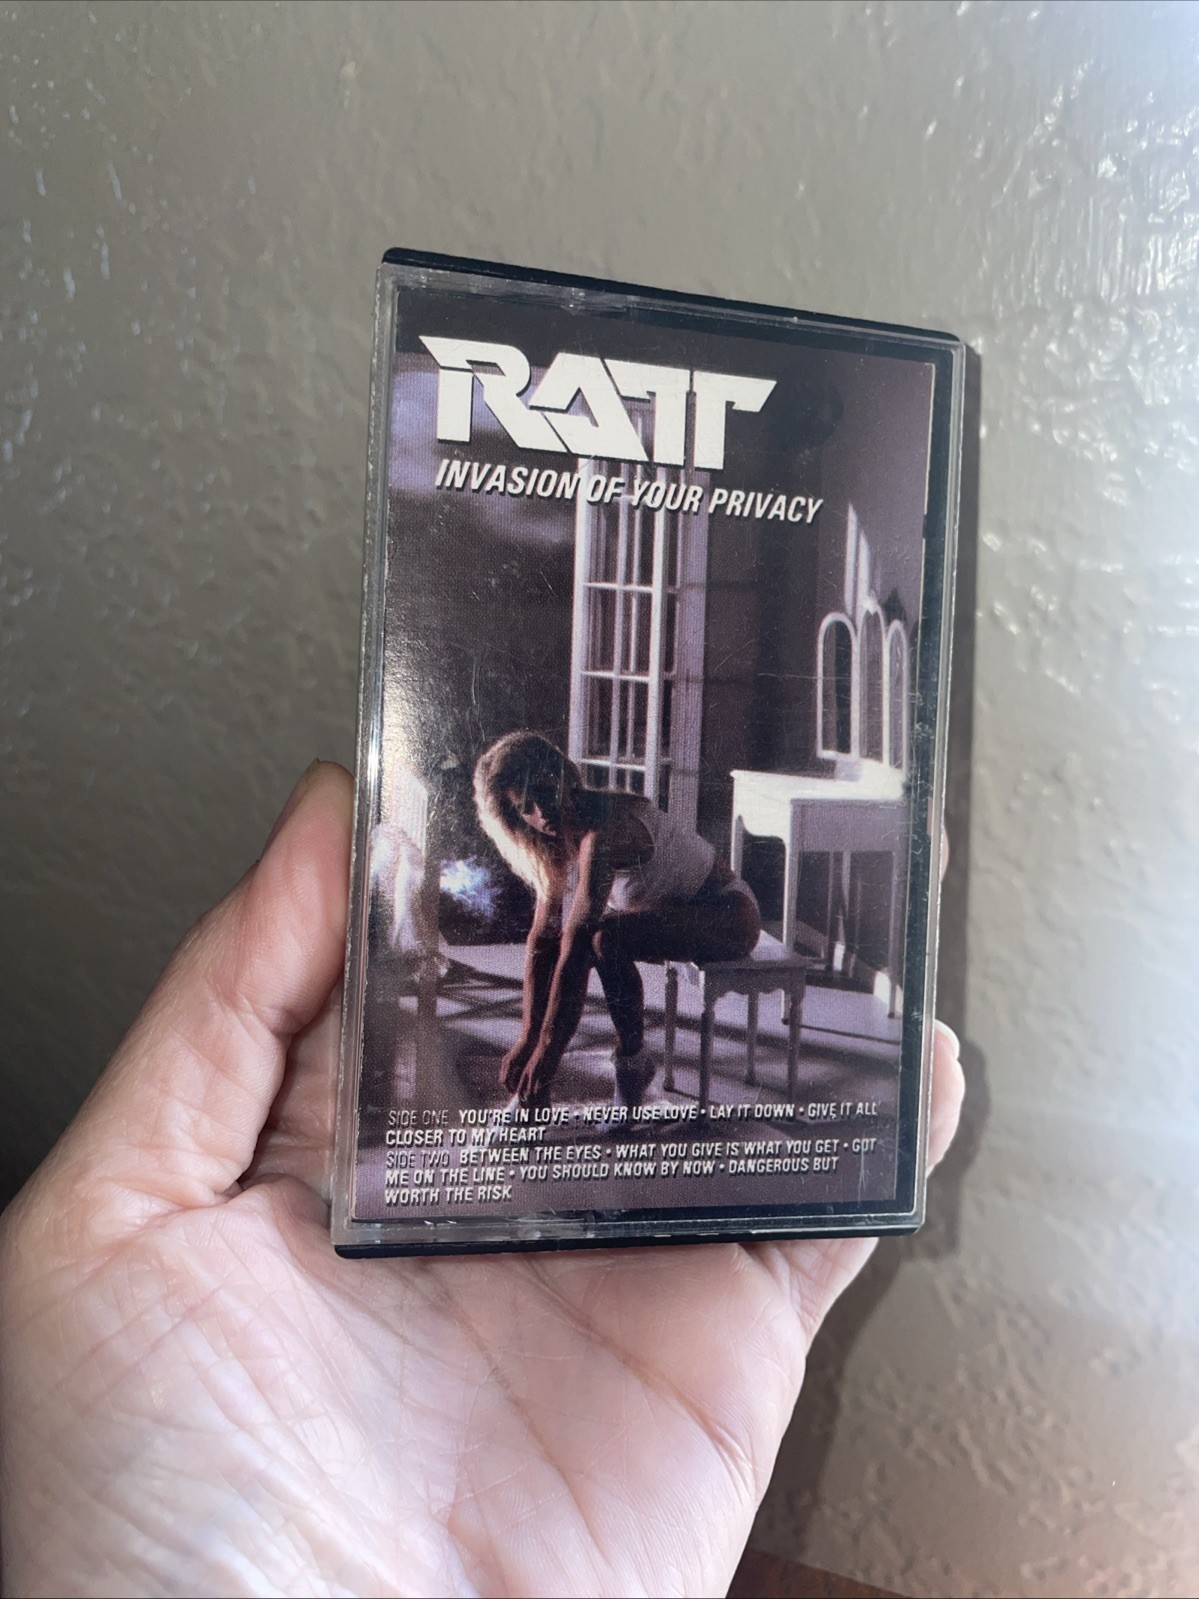 RATT
INVASION OF YOUR PRIVACY
SIDE ONE YOU'RE IN LOVE • NEVER USE LOVE • LAY IT DOWN • GIVE IT ALL
CLOSER TO MY HEART
SIDE TWO BETWEEN THE EYES • WHAT YOU GIVE IS WHAT YOU GET • GOT
ME ON THE LINE • YOU SHOULD KNOW BY NOW • DANGEROUS BUT
WORTH THE RISK